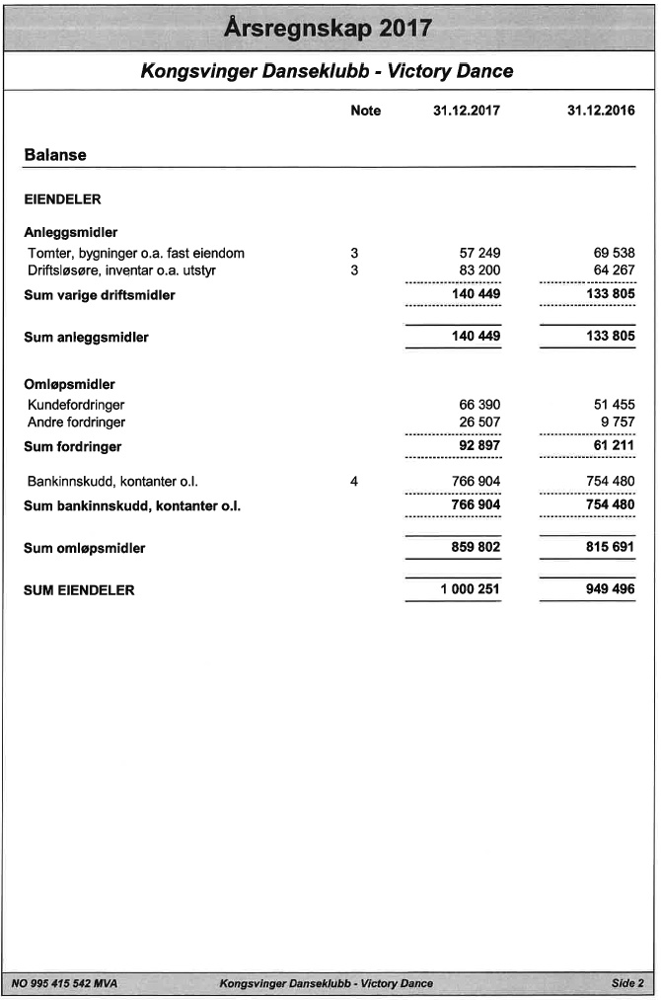 Årsregnskap 2017
Kongsvinger Danseklubb - Victory Dance
Note 31.12.2017 31.12.2016
Balanse
EIENDELER
Anleggsmidler
Tomter, bygninger o.a. fast eiendom 3 57 249 69 538
Driftsløsøre, inventar o.a. utstyr 3 83 200 64 267
Sum varige driftsmidler 140 449 133 805
Sum anleggsmidler 140 449 133 805
Omløpsmidler
Kundefordringer 66 390 51 455
Andre fordringer 26 507 9 757
Sum fordringer 92 897 61 211
Bankinnskudd, kontanter o.l. 4 766 904 754 480
Sum bankinnskudd, kontanter o.l. 766 904 754 480
Sum omløpsmidler 859 802 815 691
SUM EIENDELER 1 000 251 949 496
NO 995 415 542 MVA Kongsvinger Danseklubb - Victory Dance Side 2